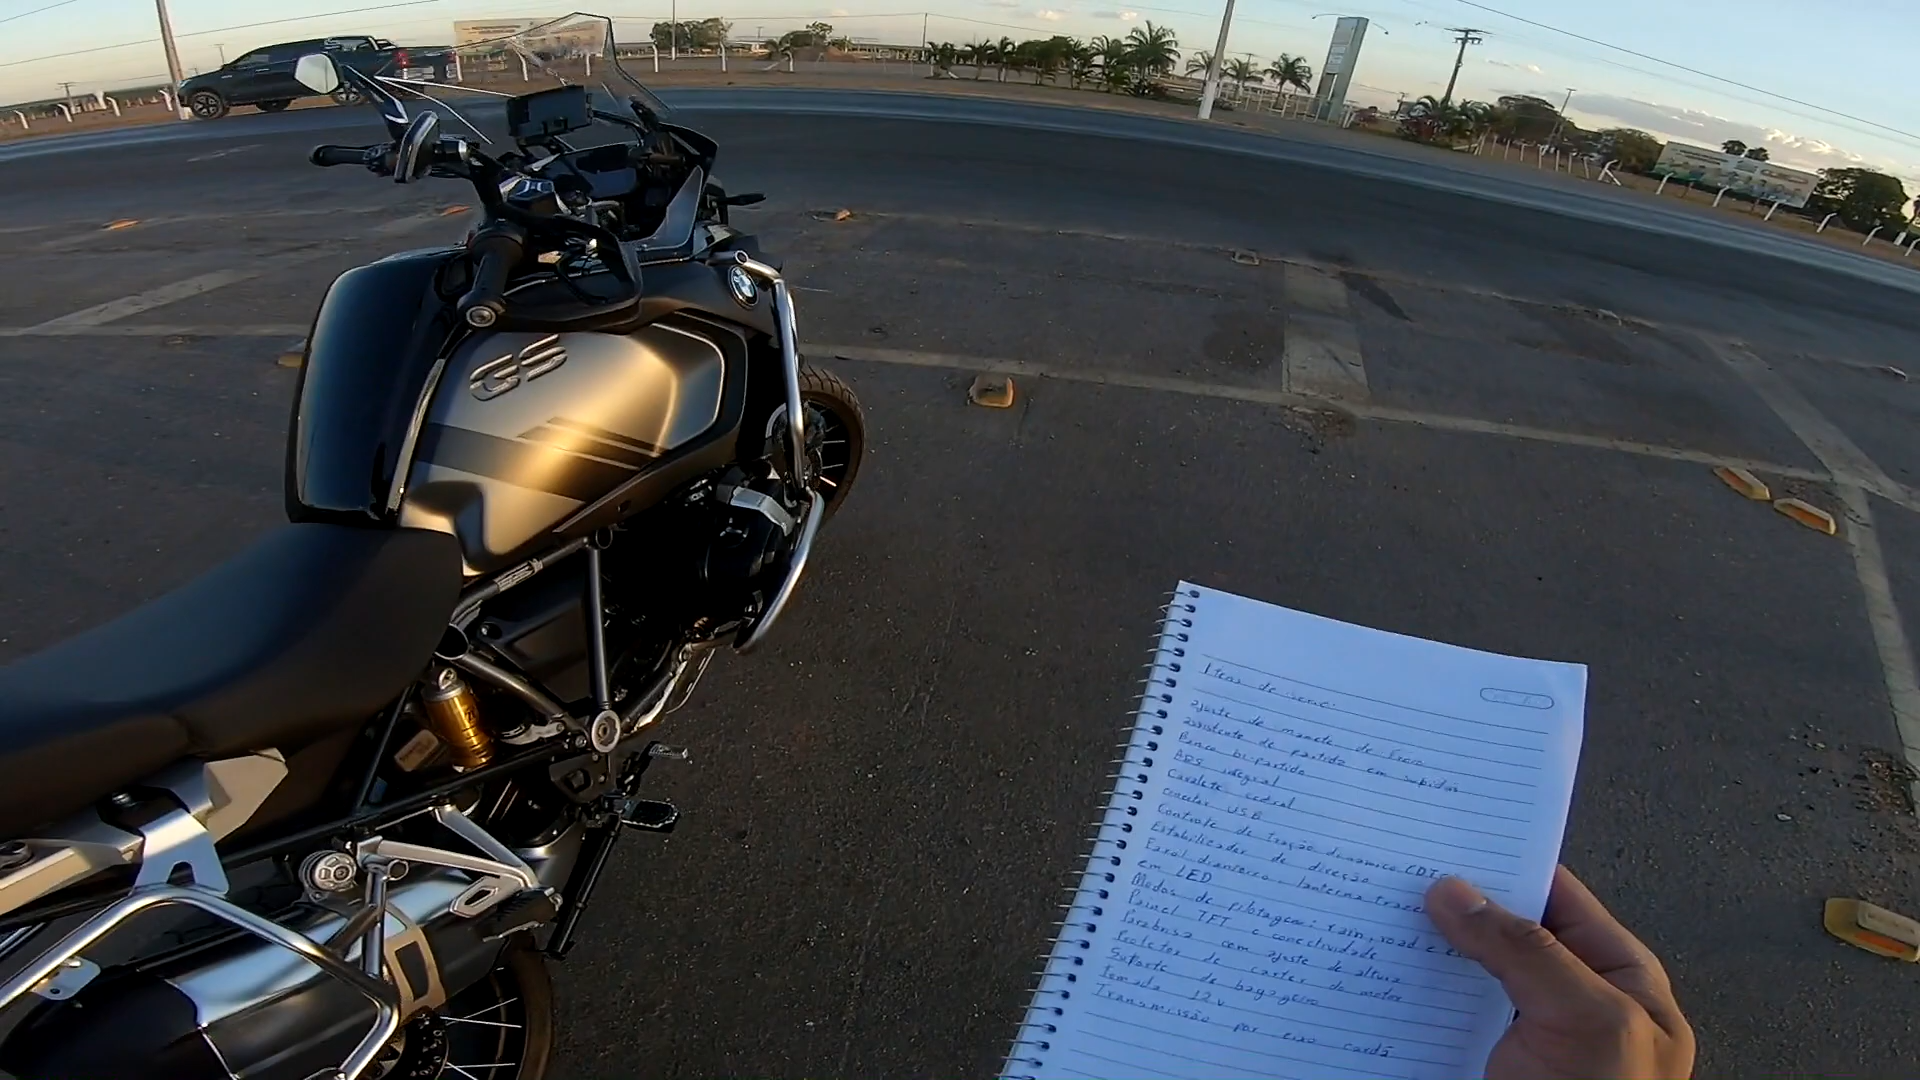 GS
Itens de série:
ajuste de manete de Freio
assistente de partida em subidas
Banco bi-partido
ABS integral
Cavalete central
conector USB
Controle de tração dinamico CDTC
Estabilizador de direção
Farol dianteiro, lanterna
em LED
Modos de pilotagem: rain, road e
Painel TFT e conectividade
Parabrisa com ajuste de altura
Protetor de carter do motor
Suporte de bagageiro
Tomada 12v
Transmissão por eixo cardã